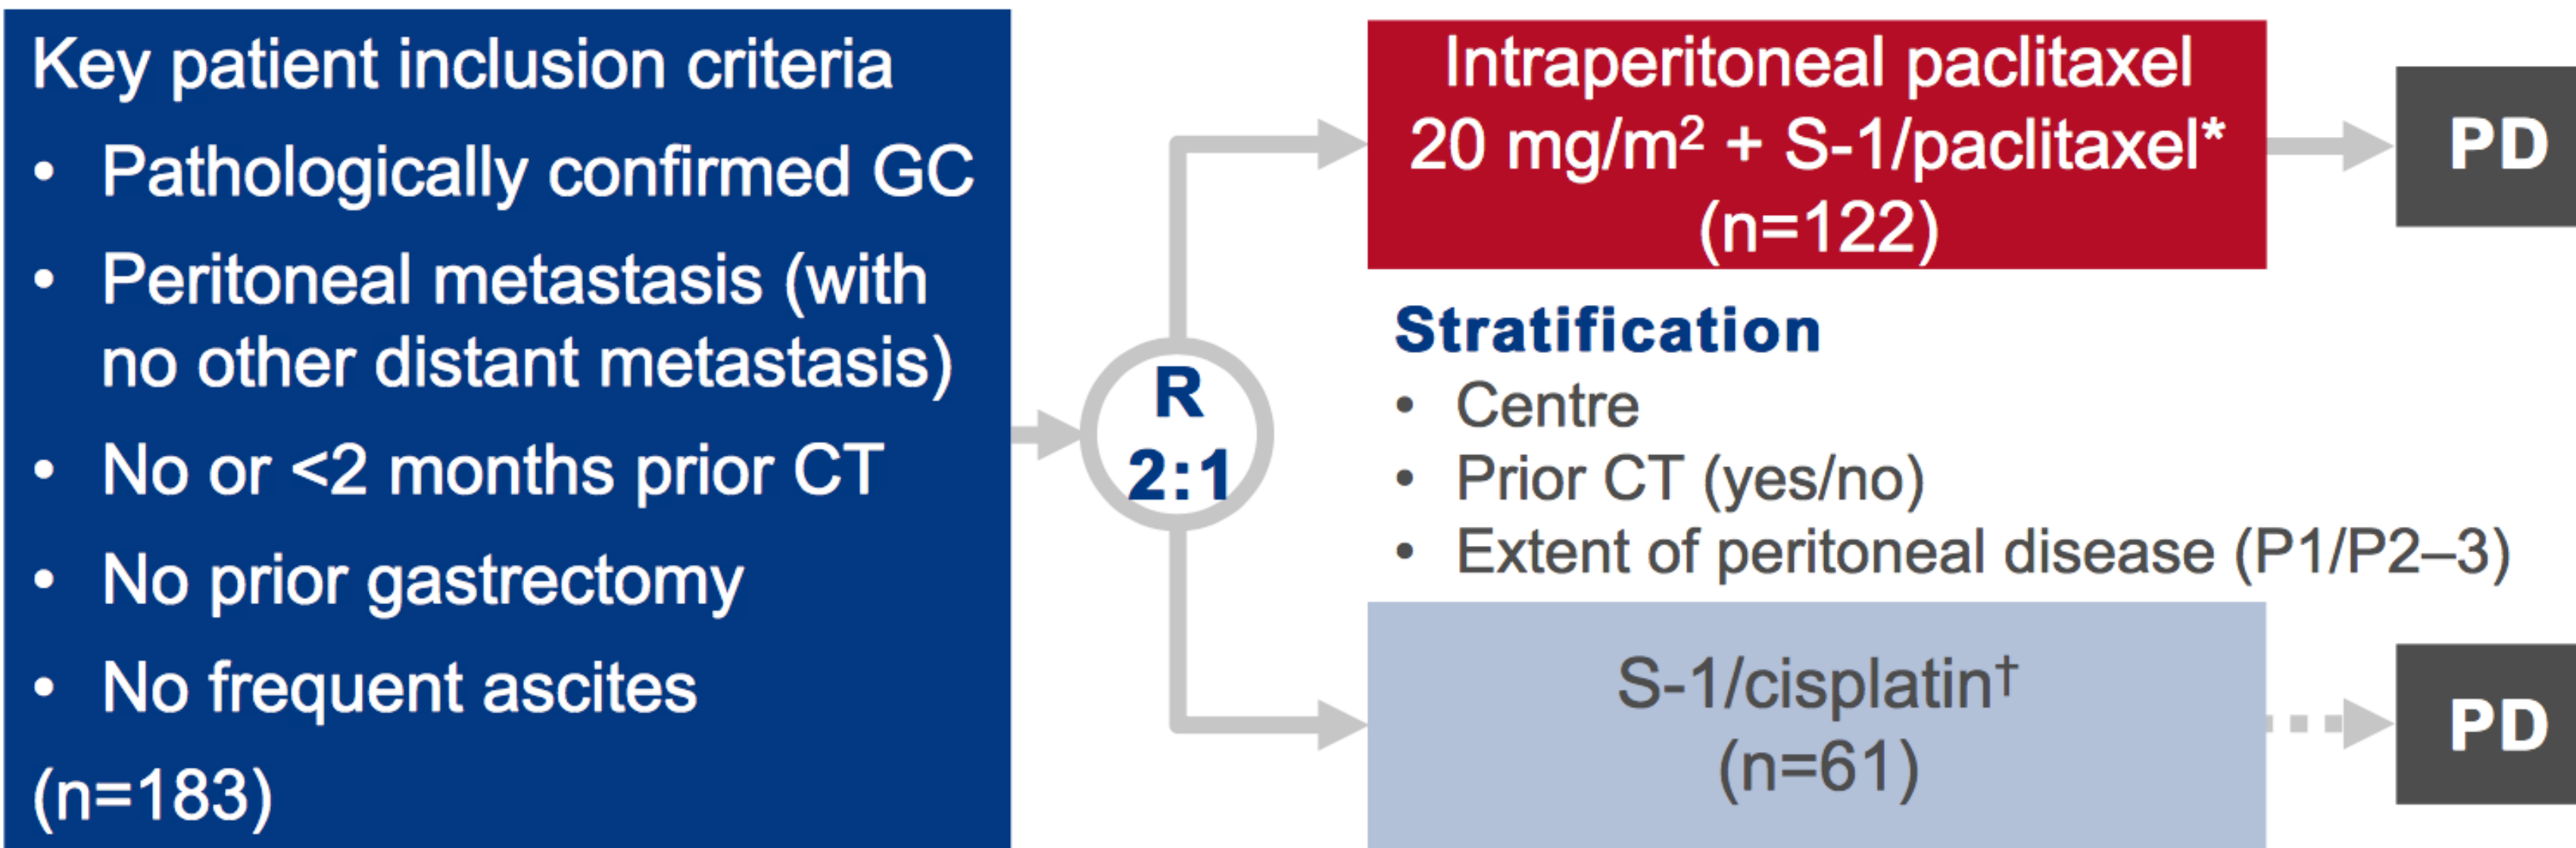 Key patient inclusion criteria
• Pathologically confirmed GC
• Peritoneal metastasis (with
no other distant metastasis)
• No or <2 months prior CT
• No prior gastrectomy
• No frequent ascites
(n=183)
R
2:1
Intraperitoneal paclitaxel
20 mg/m² + S-1/paclitaxel*
(n=122)
PD
Stratification
• Centre
• Prior CT (yes/no)
• Extent of peritoneal disease (P1/P2–3)
S-1/cisplatin†
(n=61)
PD